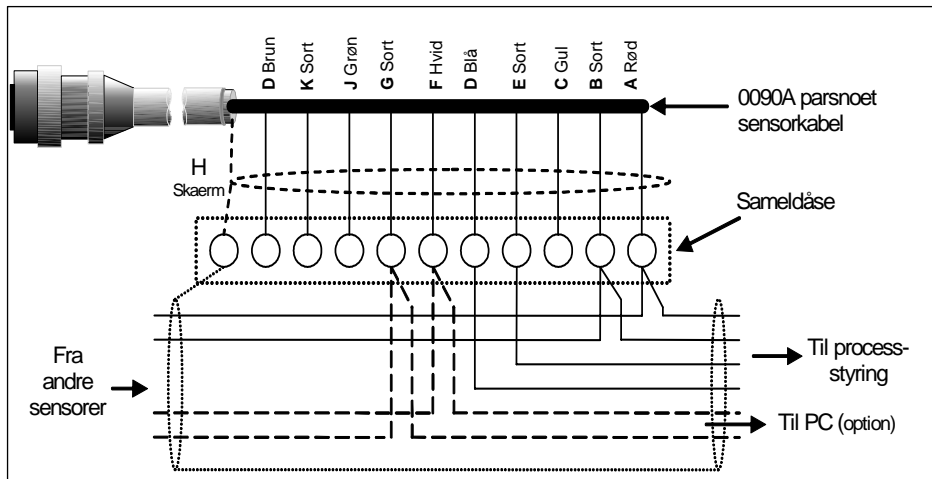 D Brun
K Sort
J Grøn
G Sort
F Hvid
D Blå
E Sort
C Gul
B Sort
A Rød
0090A parsnoet
sensorkabel
H
Skaerm
Sameldåse
Fra
andre
sensorer
Til process-
styring
Til PC (option)